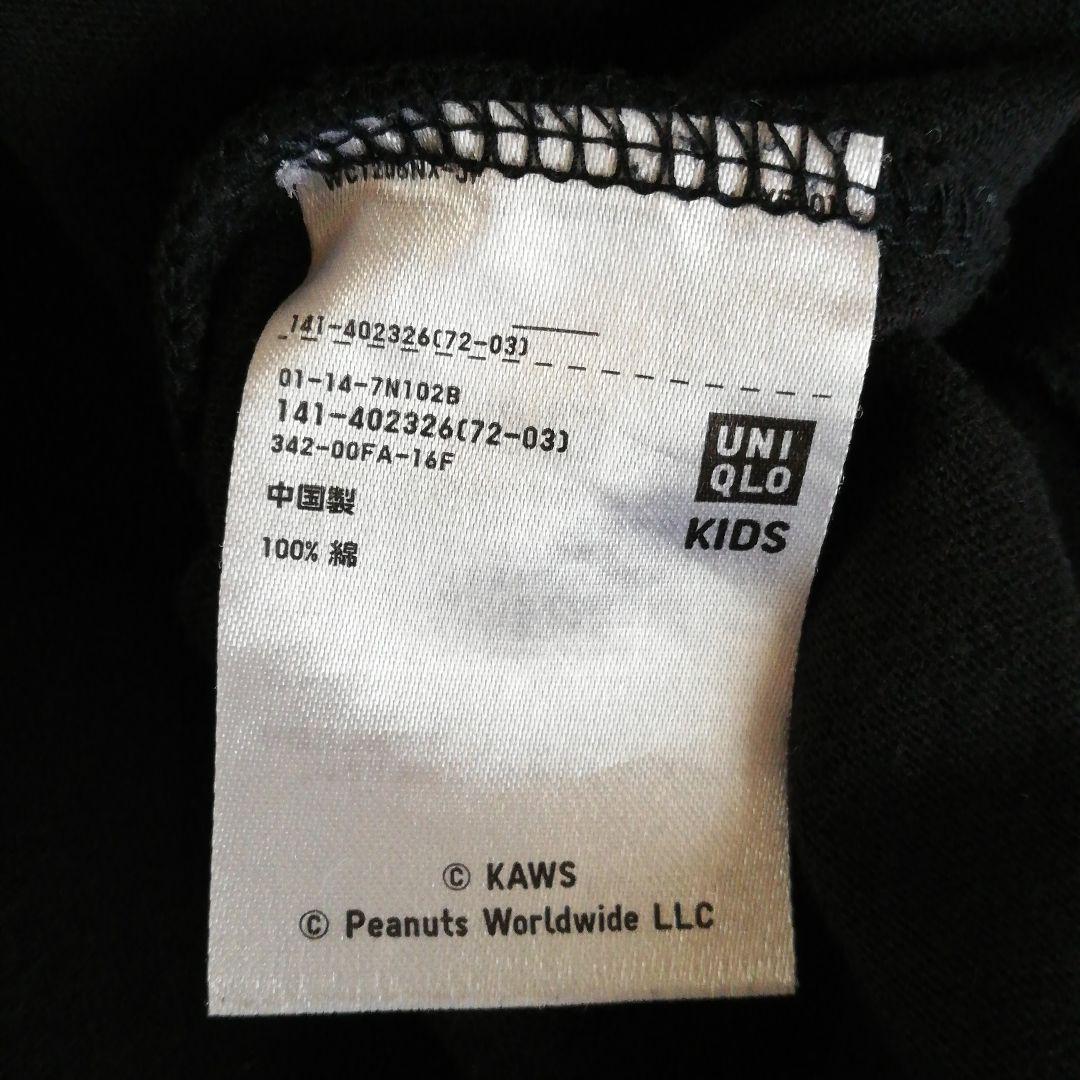 141-402326(72-03)
01-14-7N102B
141-402326(72-03)
342-00FA-16F
中国製
100% 綿
UNI
QLO
KIDS
© KAWS
© Peanuts Worldwide LLC